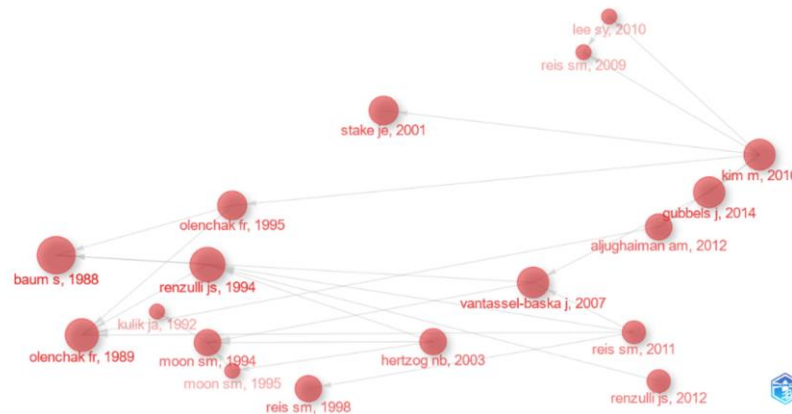 lee sy, 2010
reis sm, 2009
stake je, 2001
kim m, 2016
gubbels j, 2014
olenchak fr, 1995
aljughaiman am, 2012
baum s, 1988
renzulli js, 1994
vantassel-baska j, 2007
kulik ja, 1992
olenchak fr, 1989
moon sm, 1994
hertzog nb, 2003
reis sm, 2011
moon sm, 1995
renzulli js, 2012
reis sm, 1998